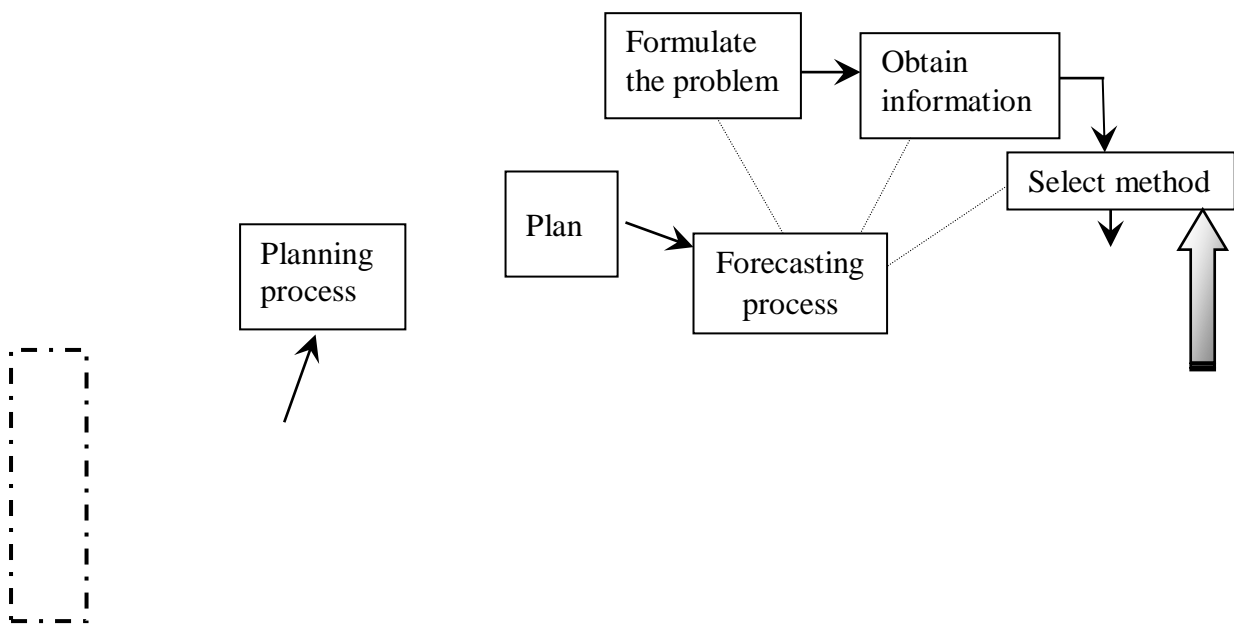 Formulate
the problem
Obtain
information
Select method
Plan
Planning
process
Forecasting
process